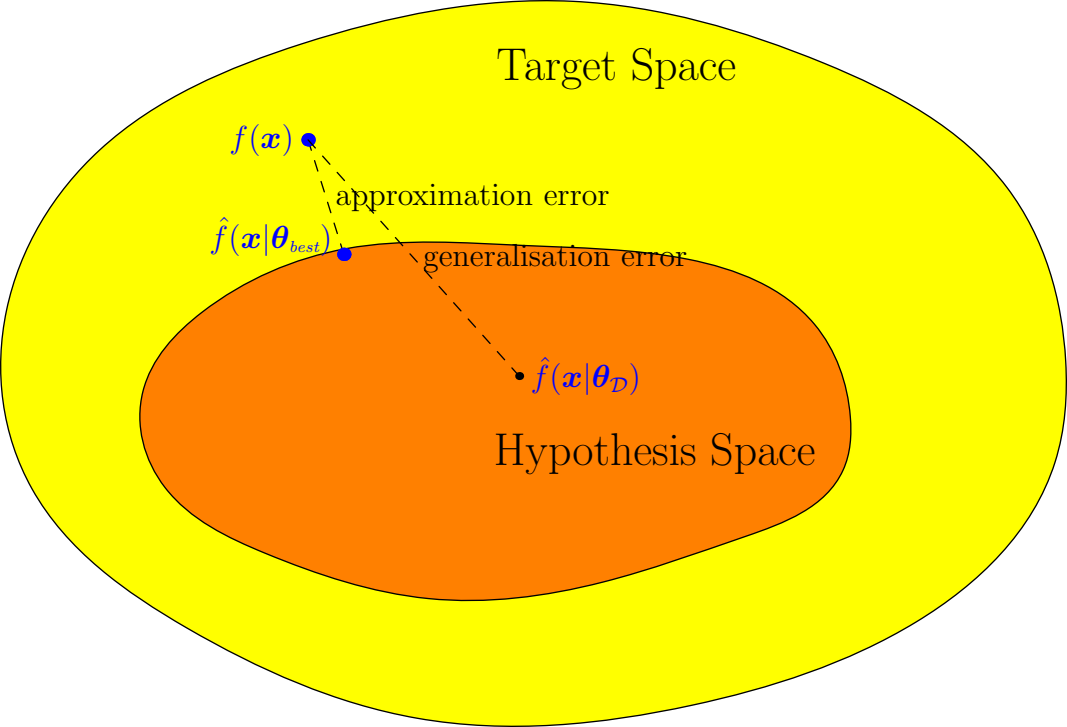 Target Space
f(x)
approximation error
f̂(x|θ_best)
generalisation error
f̂(x|θ_𝒟)
Hypothesis Space